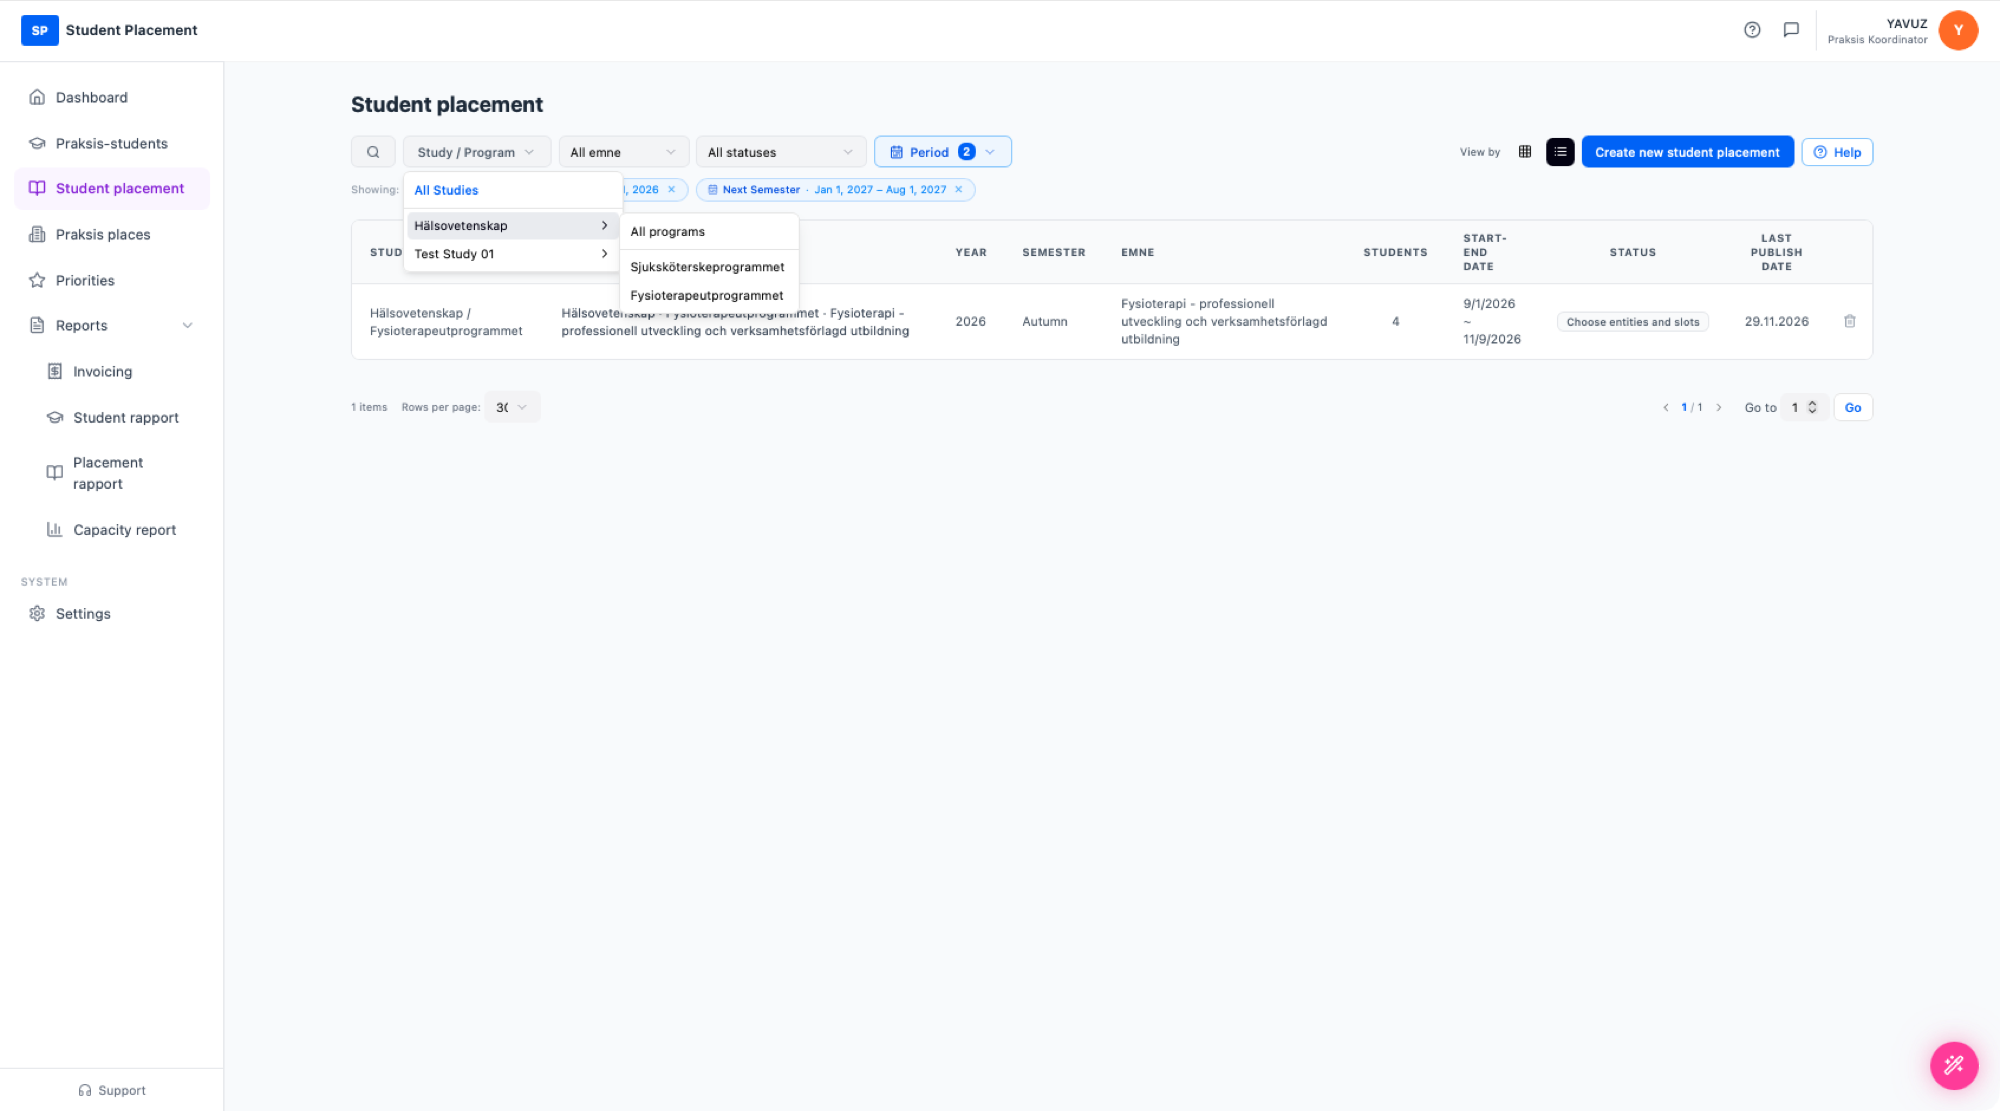 SP Student Placement
YAVUZ
Praksis Koordinator
Y
Dashboard
Praksis-students
Student placement
Praksis places
Priorities
Reports
Invoicing
Student rapport
Placement
rapport
Capacity report
SYSTEM
Settings
Support
Student placement
Study / Program
All emne
All statuses
Period 2
View by
Create new student placement
Help
Showing:
, 2026 ×
Next Semester · Jan 1, 2027 – Aug 1, 2027 ×
All Studies
Hälsovetenskap
Test Study 01
All programs
Sjuksköterskeprogrammet
Fysioterapeutprogrammet
STUD
YEAR
SEMESTER
EMNE
STUDENTS
START-
END
DATE
STATUS
LAST
PUBLISH
DATE
Hälsovetenskap /
Fysioterapeutprogrammet
Hälsovetenskap · Fysioterapeutprogrammet · Fysioterapi -
professionell utveckling och verksamhetsförlagd utbildning
2026
Autumn
Fysioterapi - professionell
utveckling och verksamhetsförlagd
utbildning
4
9/1/2026
~
11/9/2026
Choose entities and slots
29.11.2026
1 items
Rows per page:
30
1 / 1
Go to
1
Go